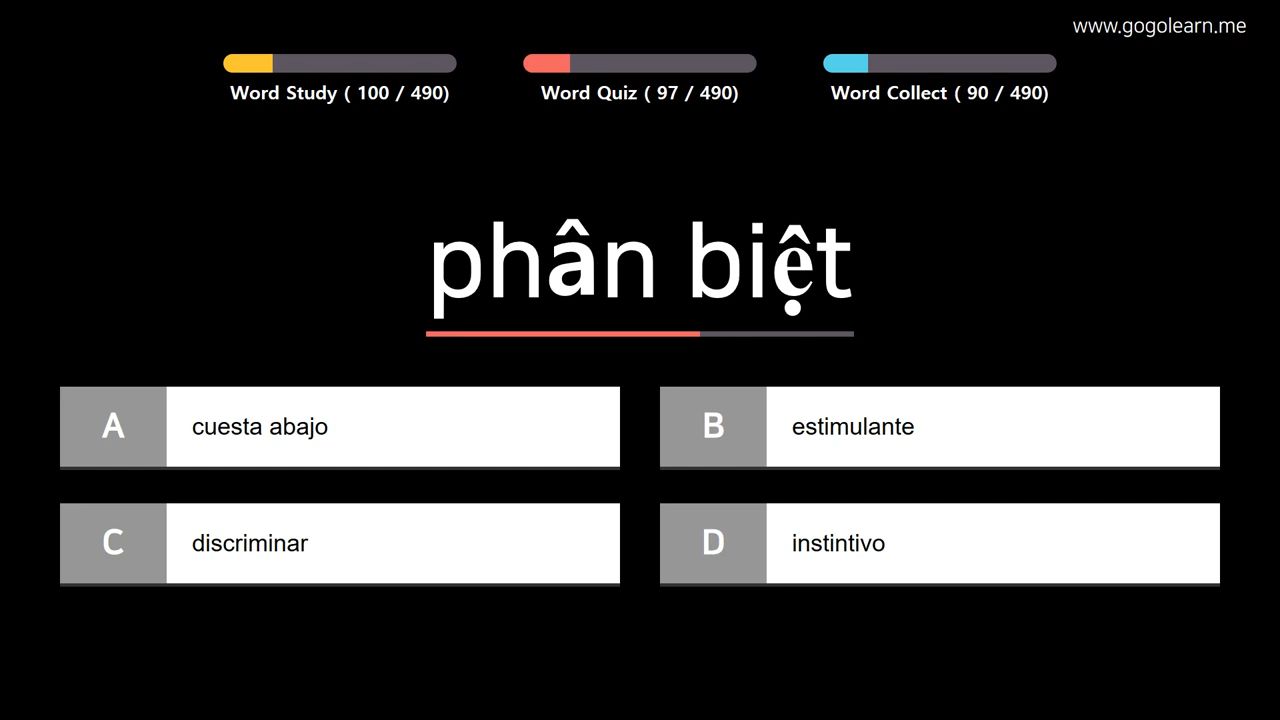 www.gogolearn.me
Word Study ( 100 / 490)
Word Quiz ( 97 / 490)
Word Collect ( 90 / 490)
phân biệt
A
cuesta abajo
B
estimulante
C
discriminar
D
instintivo